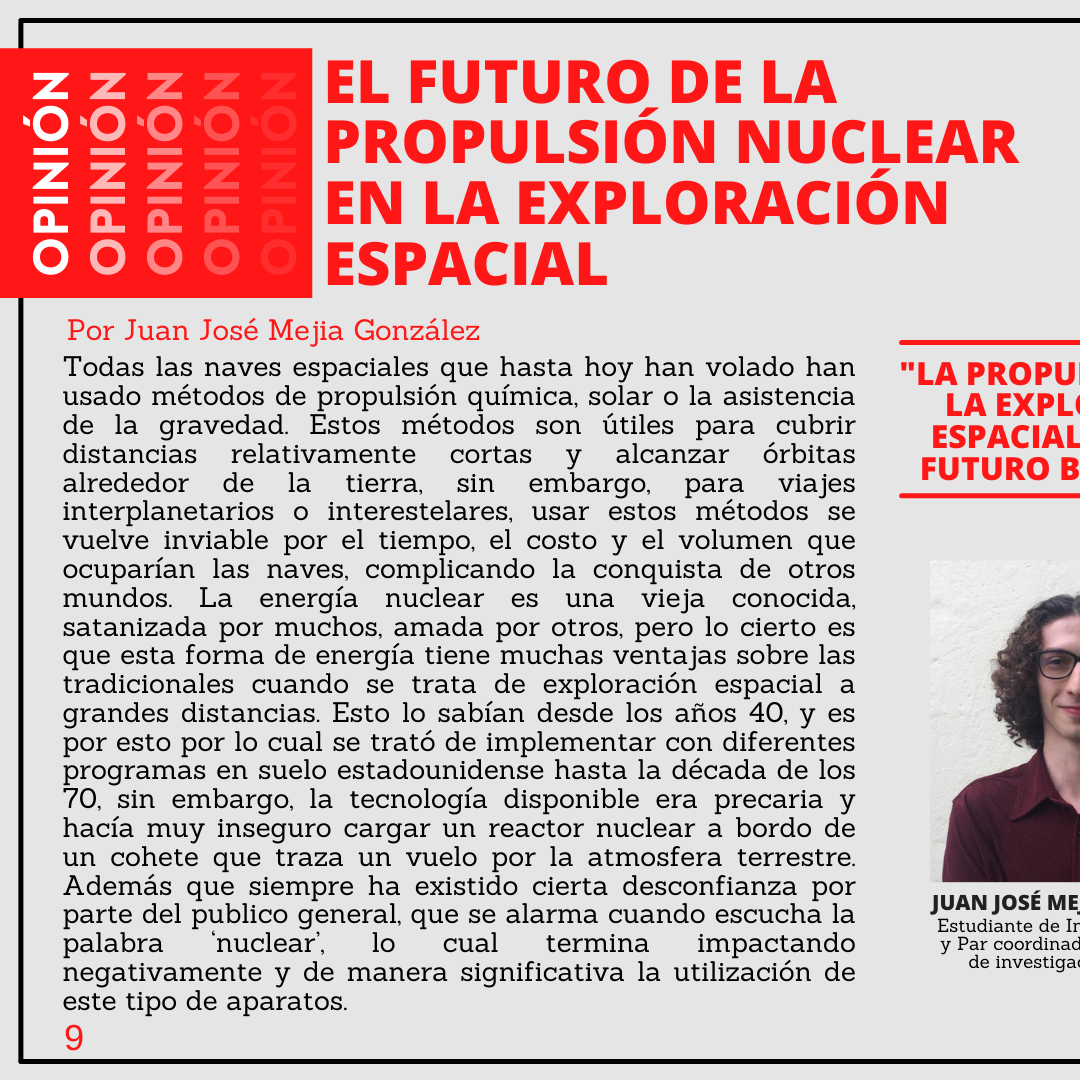 OPINIÓN
OPINIÓN
OPINIÓN
OPINIÓN
OPINIÓN
EL FUTURO DE LA
PROPULSIÓN NUCLEAR
EN LA EXPLORACIÓN
ESPACIAL
Por Juan José Mejia González
Todas las naves espaciales que hasta hoy han volado han
usado métodos de propulsión química, solar o la asistencia
de la gravedad. Estos métodos son útiles para cubrir
distancias relativamente cortas y alcanzar órbitas
alrededor de la tierra, sin embargo, para viajes
interplanetarios o interestelares, usar estos métodos se
vuelve inviable por el tiempo, el costo y el volumen que
ocuparían las naves, complicando la conquista de otros
mundos. La energía nuclear es una vieja conocida,
satanizada por muchos, amada por otros, pero lo cierto es
que esta forma de energía tiene muchas ventajas sobre las
tradicionales cuando se trata de exploración espacial a
grandes distancias. Esto lo sabían desde los años 40, y es
por esto por lo cual se trató de implementar con diferentes
programas en suelo estadounidense hasta la década de los
70, sin embargo, la tecnología disponible era precaria y
hacía muy inseguro cargar un reactor nuclear a bordo de
un cohete que traza un vuelo por la atmosfera terrestre.
Además que siempre ha existido cierta desconfianza por
parte del publico general, que se alarma cuando escucha la
palabra ‘nuclear’, lo cual termina impactando
negativamente y de manera significativa la utilización de
este tipo de aparatos.
9
"LA PROPU
LA EXPL
ESPACIAL
FUTURO B
JUAN JOSÉ ME
Estudiante de In
y Par coordinad
de investiga